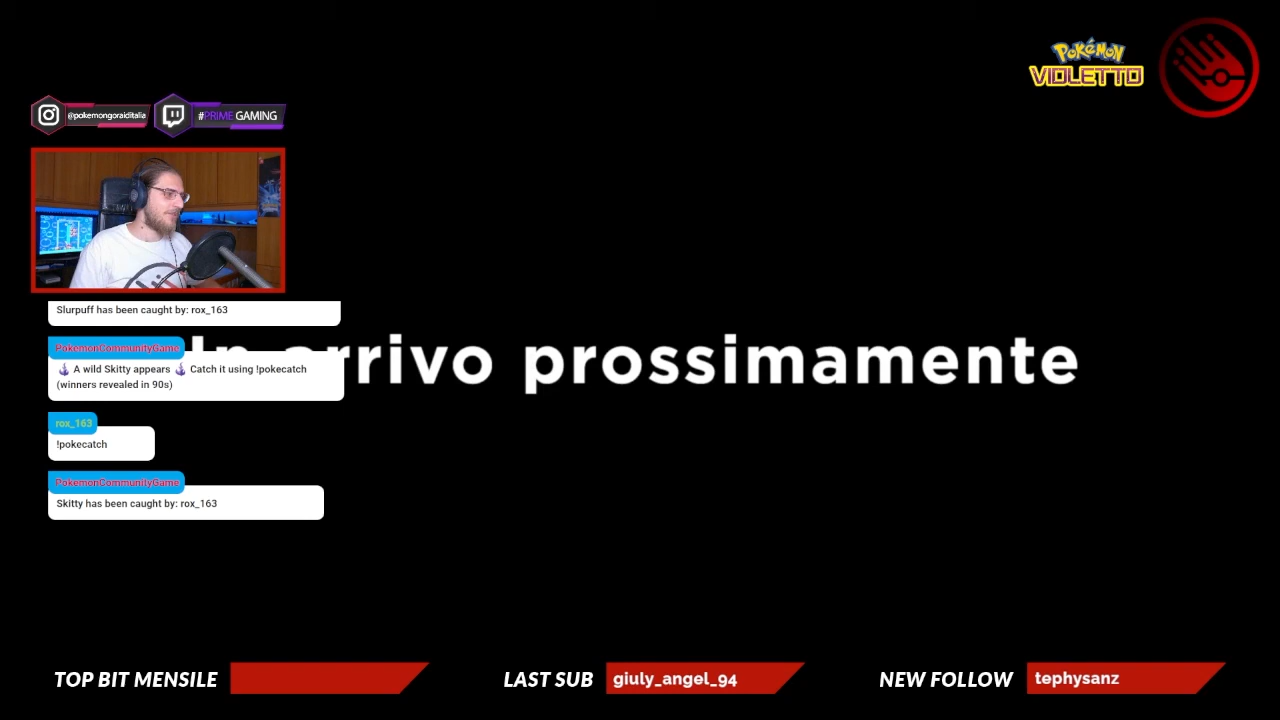 POKÉMON
VIOLETTO
@pokemongoraiditalia
#PRIME GAMING
Slurpuff has been caught by: rox_163
PokemonCommunityGame
A wild Skitty appears Catch it using !pokecatch
(winners revealed in 90s)
In arrivo prossimamente
rox_163
!pokecatch
PokemonCommunityGame
Skitty has been caught by: rox_163
TOP BIT MENSILE
LAST SUB giuly_angel_94
NEW FOLLOW tephysanz